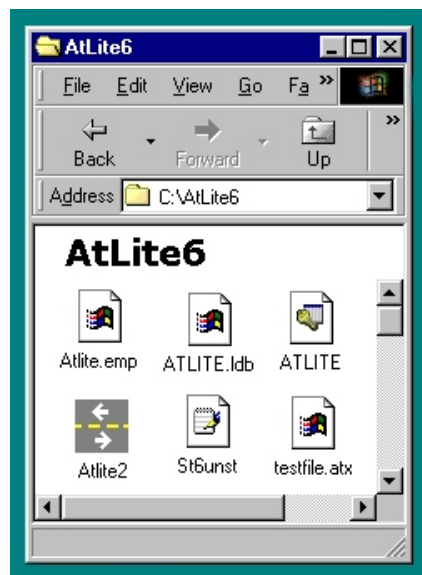 AtLite6
File Edit View Go Fa »
Back Forward Up »
Address C:\AtLite6
AtLite6
Atlite.emp ATLITE.ldb ATLITE
Atlite2 St6unst testfile.atx